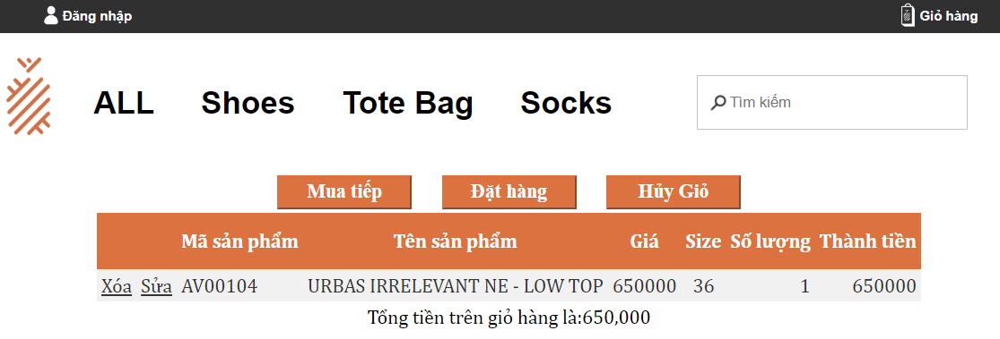 Đăng nhập Giỏ hàng
ALL Shoes Tote Bag Socks Tìm kiếm
Mua tiếp Đặt hàng Hủy Giỏ
Mã sản phẩm Tên sản phẩm Giá Size Số lượng Thành tiền
Xóa Sửa AV00104 URBAS IRRELEVANT NE - LOW TOP 650000 36 1 650000
Tổng tiền trên giỏ hàng là:650,000